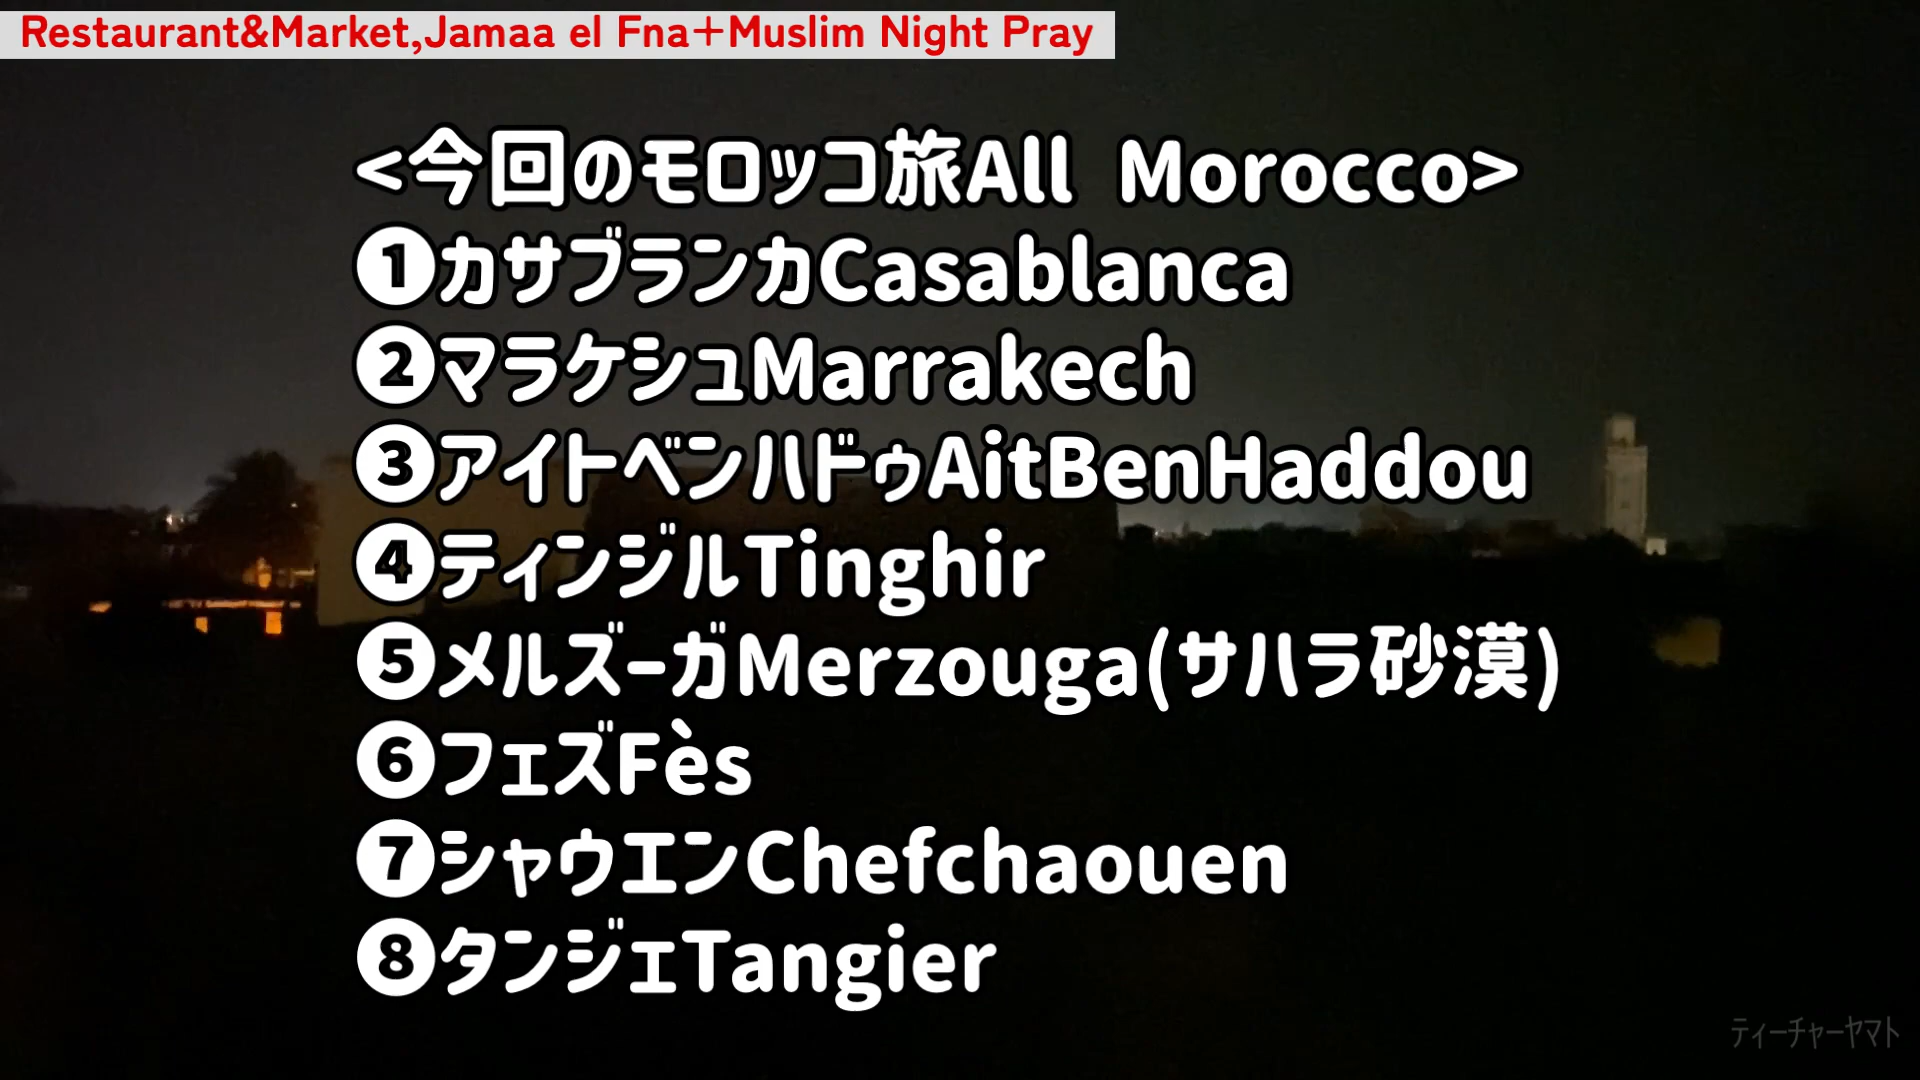 Restaurant&Market,Jamaa el Fna+Muslim Night Pray
<今回のモロッコ旅All Morocco>
❶カサブランカCasablanca
❷マラケシュMarrakech
❸アイトベンハドゥAitBenHaddou
❹ティンジルTinghir
❺メルズーガMerzouga(サハラ砂漠)
❻フェズFès
❼シャウエンChefchaouen
❽タンジェTangier
ティーチャーヤマト